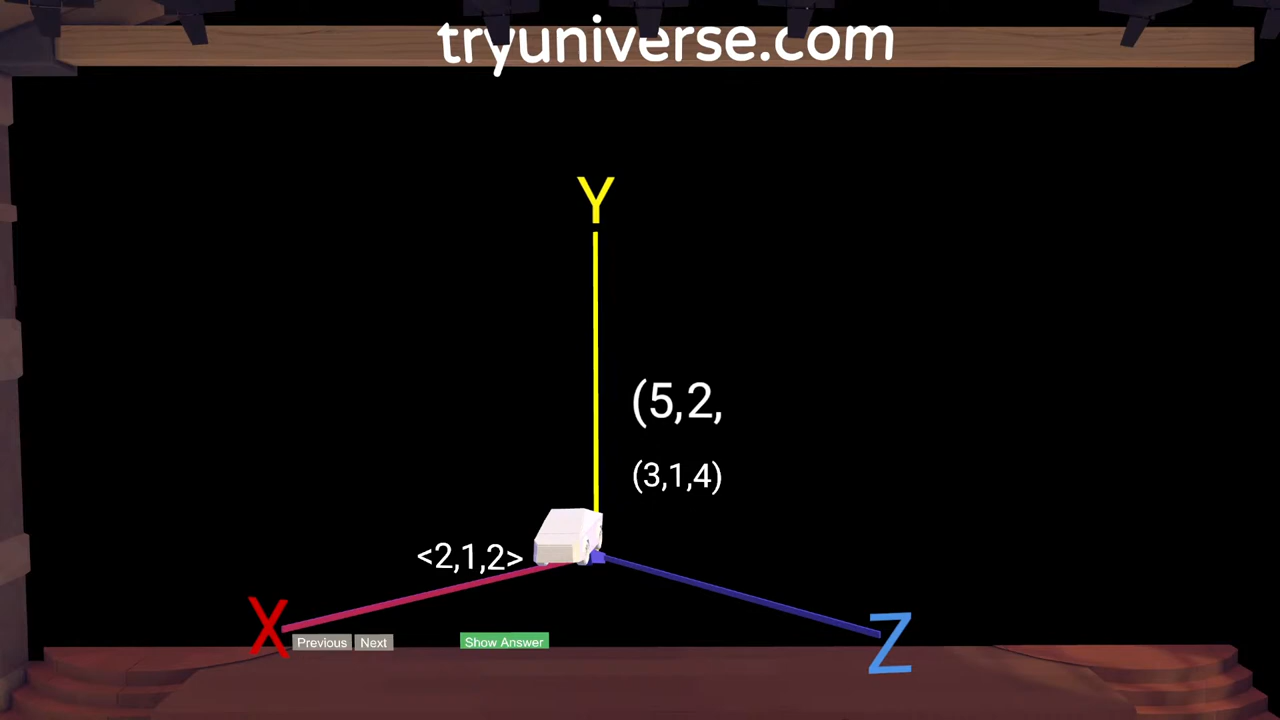 tryuniverse.com
Y
(5,2,
(3,1,4)
<2,1,2>
X
Previous
Next
Show Answer
Z